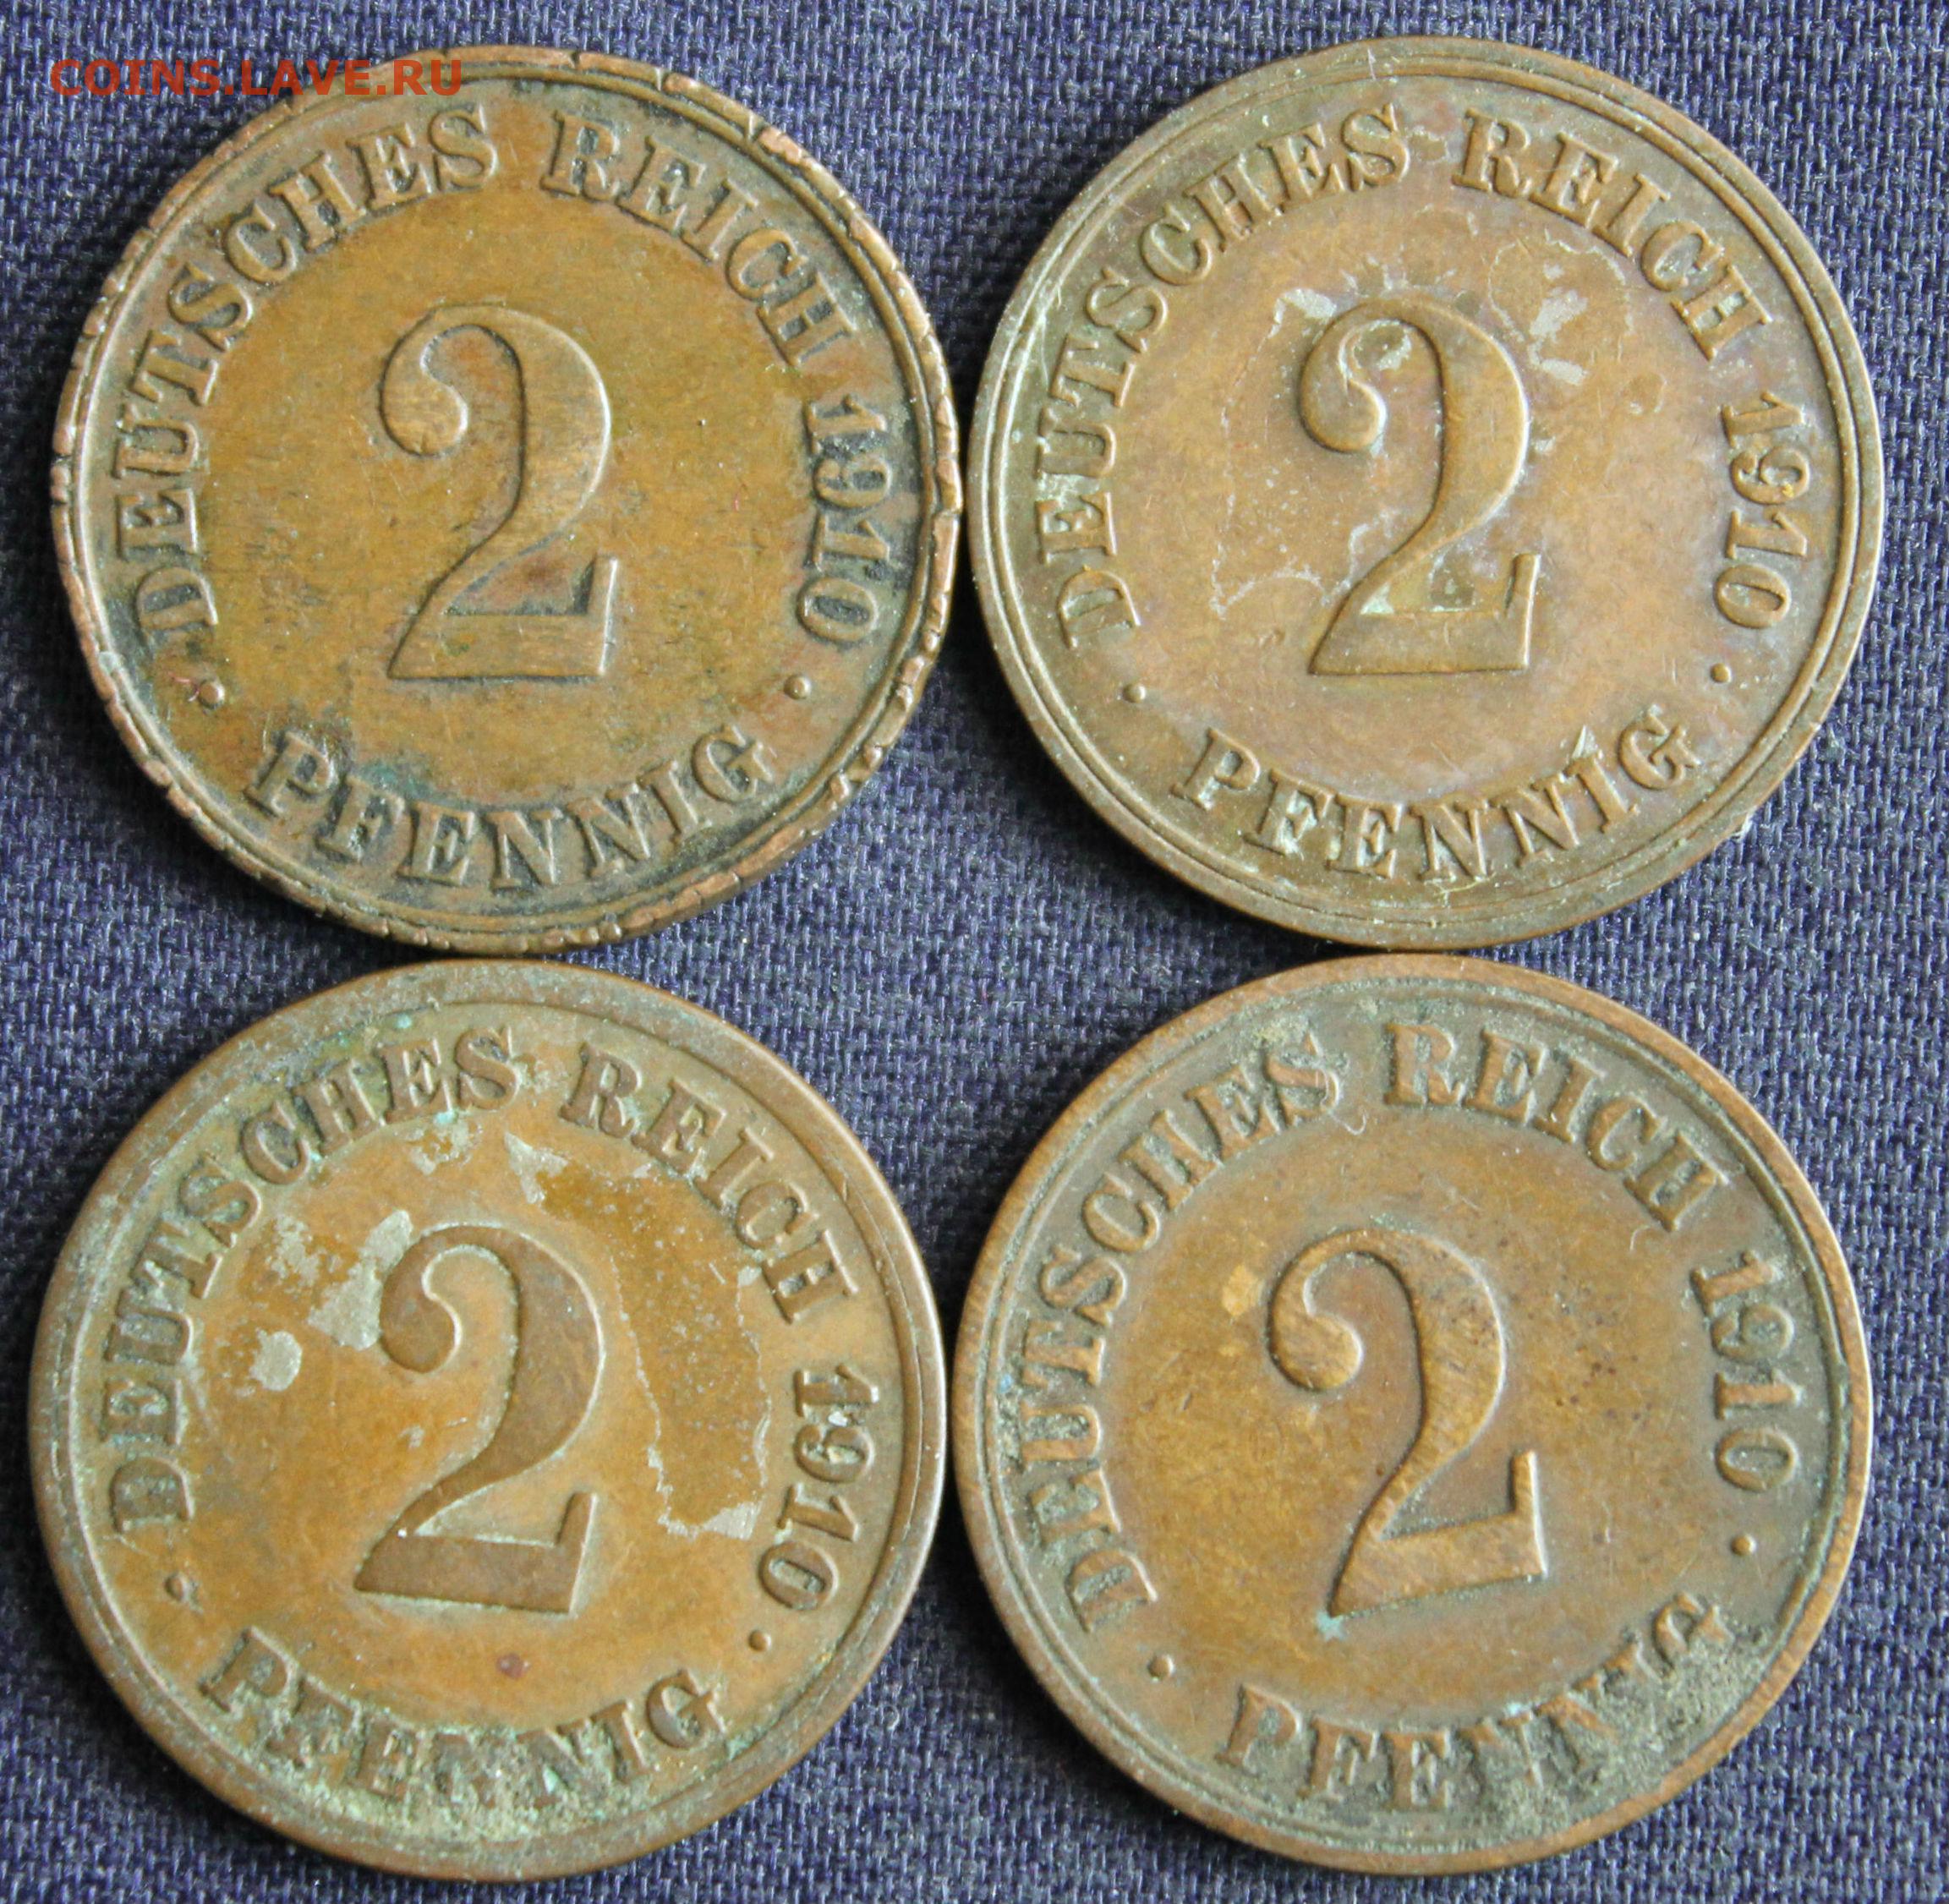 COINS.LAVE.RU
DEUTSCHES REICH 1910
2
PFENNIG
DEUTSCHES REICH 1910
2
PFENNIG
DEUTSCHES REICH 1910
2
PFENNIG
DEUTSCHES REICH 1910
2
PFENNIG